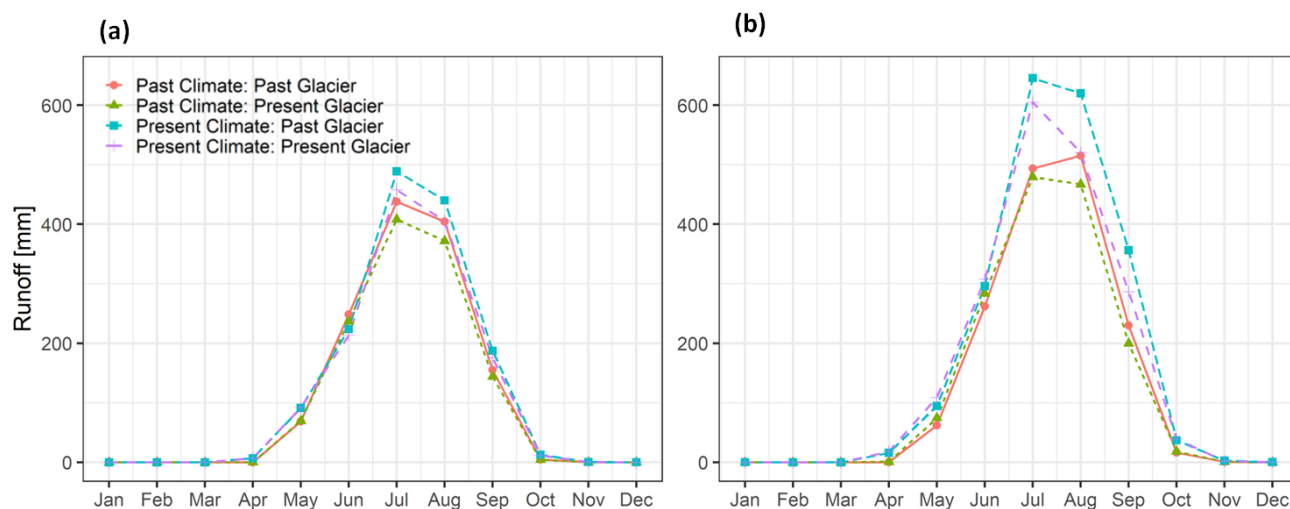 (a)
(b)
Past Climate: Past Glacier
Past Climate: Present Glacier
Present Climate: Past Glacier
Present Climate: Present Glacier
Runoff [mm]
600
400
200
0
Jan Feb Mar Apr May Jun Jul Aug Sep Oct Nov Dec
600
400
200
0
Jan Feb Mar Apr May Jun Jul Aug Sep Oct Nov Dec